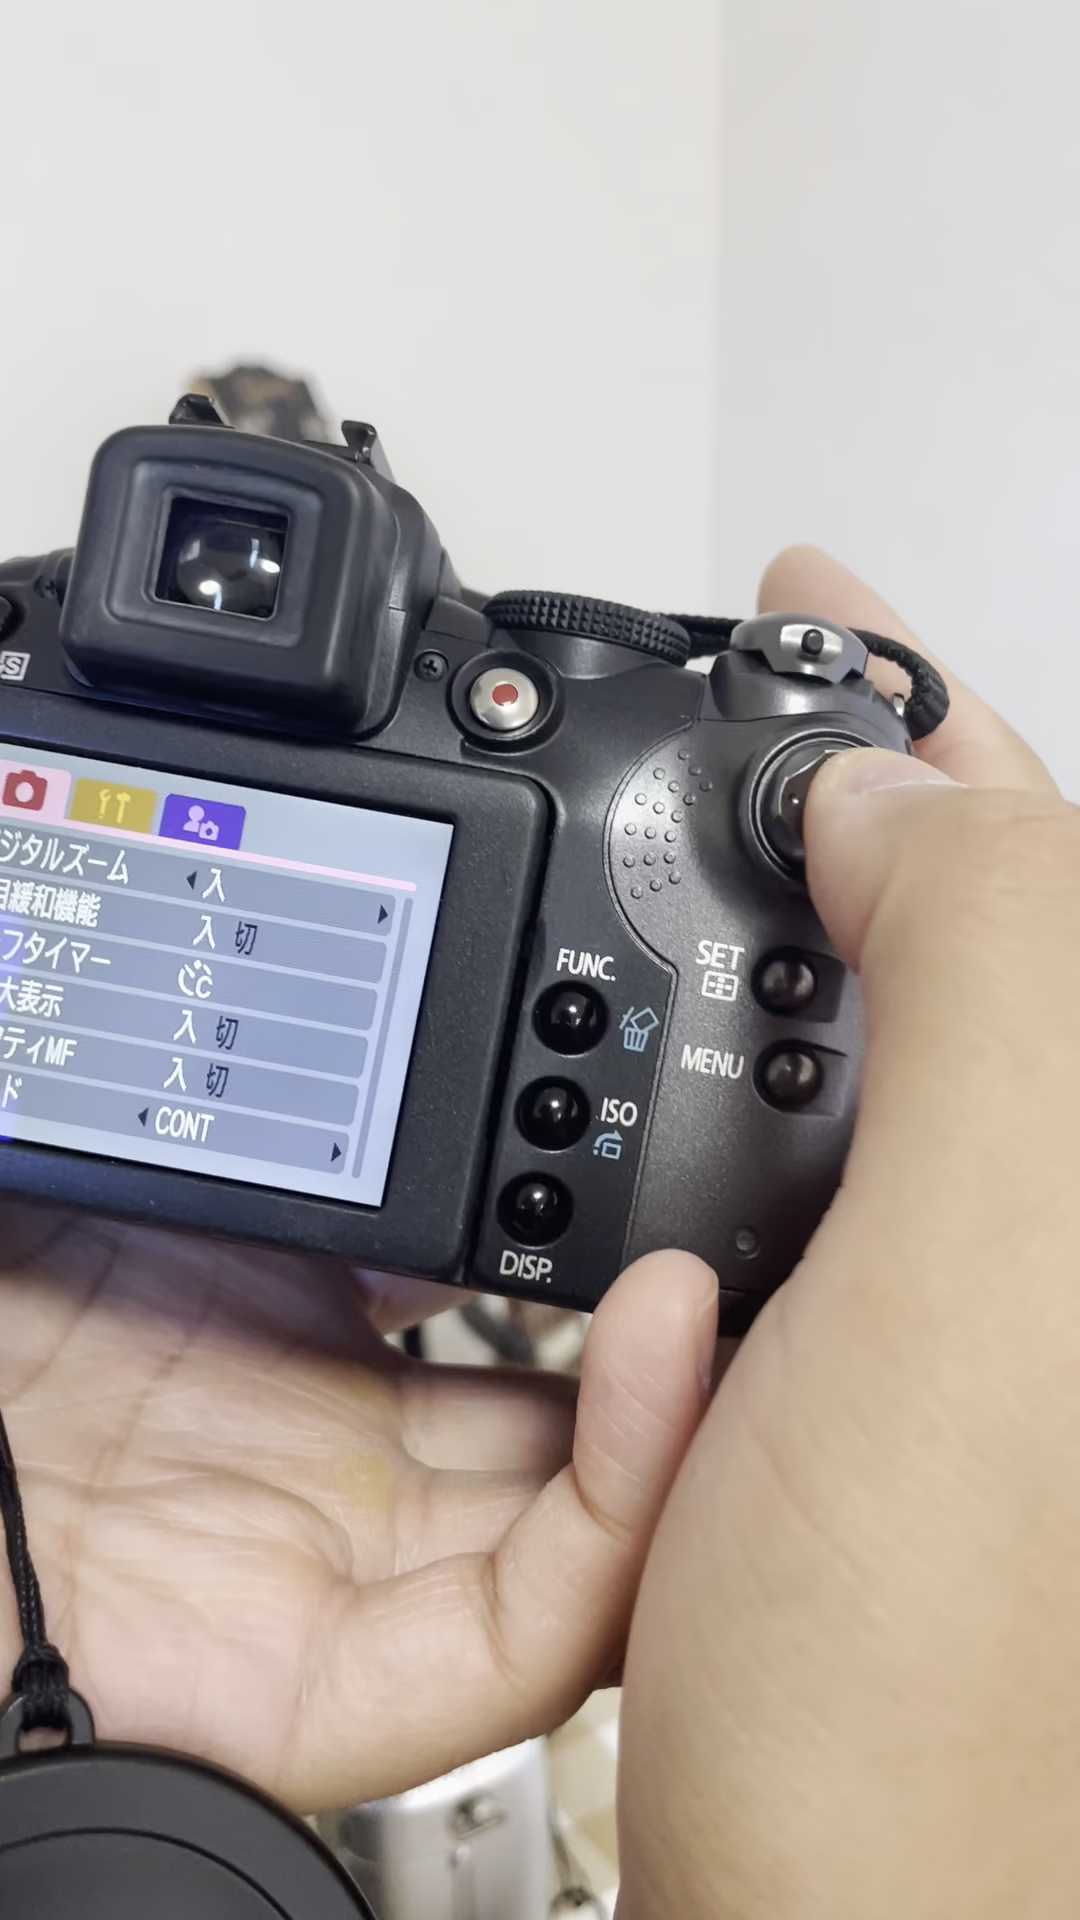 S
ジタルズーム 入
目緩和機能 入 切
フタイマー
大表示 入 切
ティMF 入 切
ド CONT
FUNC.
SET
MENU
ISO
DISP.